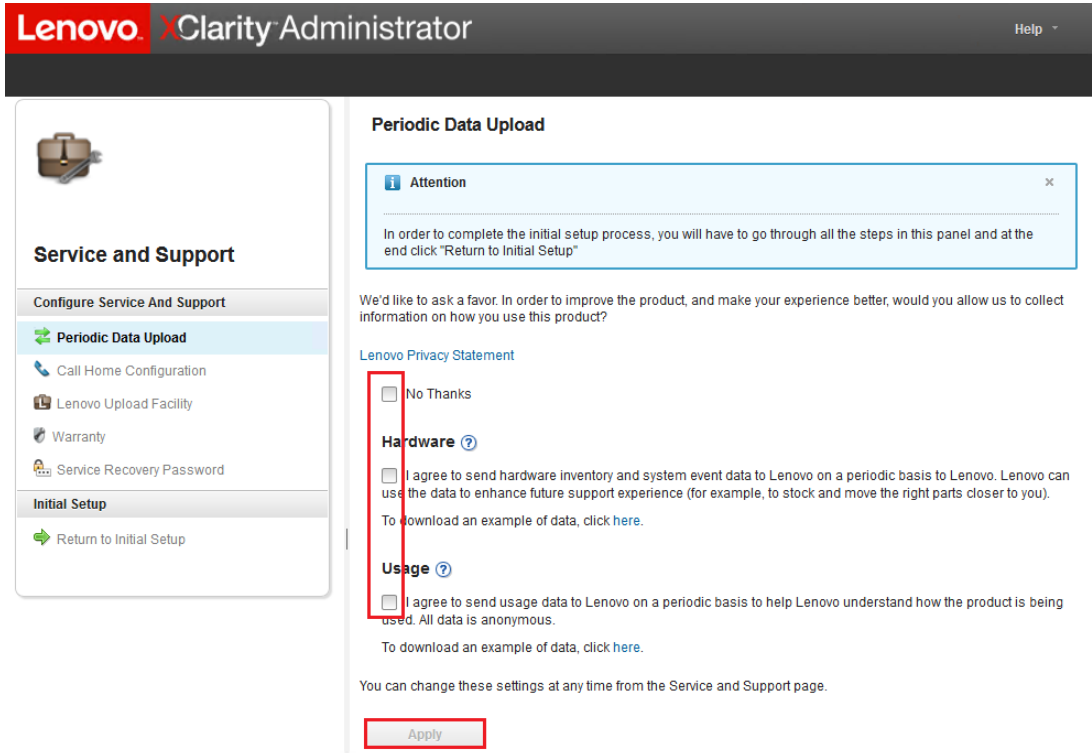 Lenovo. XClarity Administrator
Help
Service and Support
Configure Service And Support
Periodic Data Upload
Call Home Configuration
Lenovo Upload Facility
Warranty
Service Recovery Password
Initial Setup
Return to Initial Setup
Periodic Data Upload
Attention
In order to complete the initial setup process, you will have to go through all the steps in this panel and at the
end click "Return to Initial Setup"
We'd like to ask a favor. In order to improve the product, and make your experience better, would you allow us to collect
information on how you use this product?
Lenovo Privacy Statement
No Thanks
Hardware
I agree to send hardware inventory and system event data to Lenovo on a periodic basis to Lenovo. Lenovo can
use the data to enhance future support experience (for example, to stock and move the right parts closer to you).
To download an example of data, click here.
Usage
I agree to send usage data to Lenovo on a periodic basis to help Lenovo understand how the product is being
used. All data is anonymous.
To download an example of data, click here.
You can change these settings at any time from the Service and Support page.
Apply